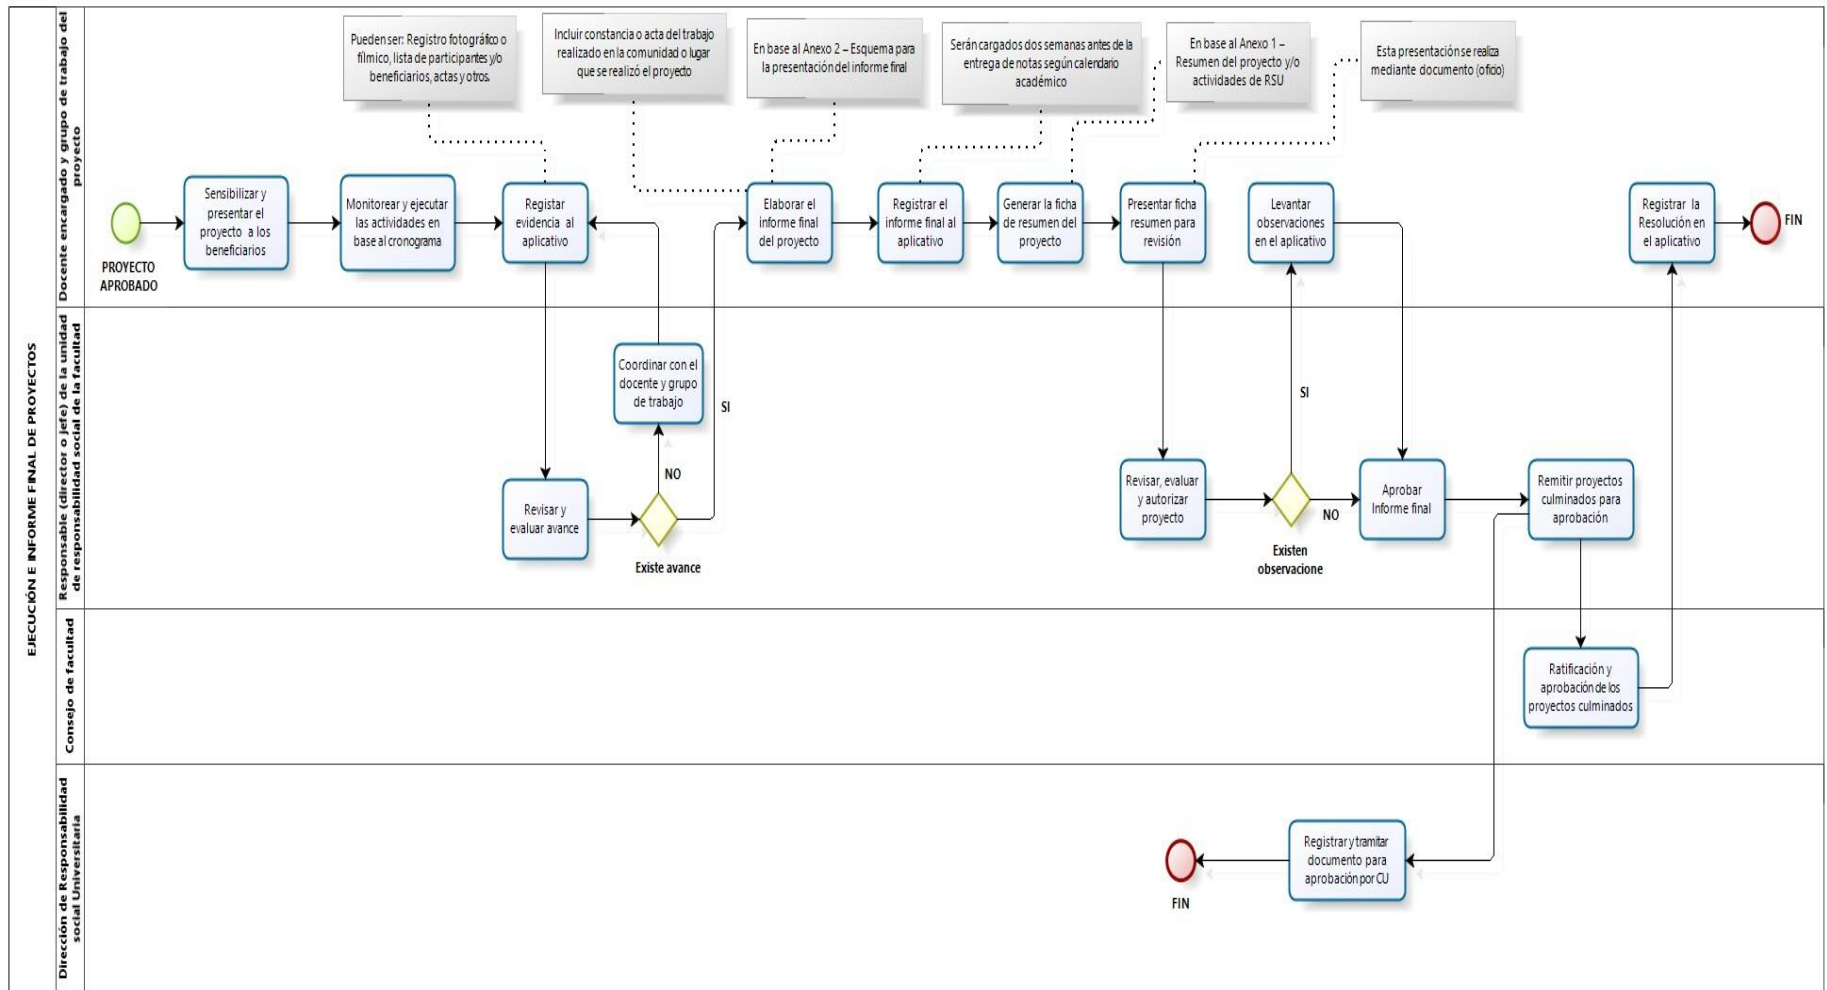 EJECUCIÓN E INFORME FINAL DE PROYECTOS
Docente encargado y grupo de trabajo del
proyecto
Pueden ser: Registro fotográfico o
fílmico, lista de participantes y/o
beneficiarios, actas y otros.
Incluir constancia o acta del trabajo
realizado en la comunidad o lugar
que se realizó el proyecto
En base al Anexo 2 – Esquema para
la presentación del informe final
Serán cargados dos semanas antes de la
entrega de notas según calendario
académico
En base al Anexo 1 –
Resumen del proyecto y/o
actividades de RSU
Esta presentación se realiza
mediante documento (oficio)
PROYECTO
APROBADO
Sensibilizar y
presentar el
proyecto a los
beneficiarios
Monitorear y ejecutar
las actividades en
base al cronograma
Registar
evidencia al
aplicativo
Elaborar el
informe final
del proyecto
Registrar el
informe final al
aplicativo
Generar la ficha
de resumen del
proyecto
Presentar ficha
resumen para
revisión
Levantar
observaciones
en el aplicativo
Registrar la
Resolución en
el aplicativo
FIN
Responsable (director o jefe) de la unidad
de responsabilidad social de la facultad
Coordinar con el
docente y grupo
de trabajo
SI
NO
Revisar y
evaluar avance
Existe avance
Revisar, evaluar
y autorizar
proyecto
SI
NO
Existen
observacione
Aprobar
Informe final
Remitir proyectos
culminados para
aprobación
Consejo de facultad
Ratificación y
aprobación de los
proyectos culminados
Dirección de Responsabilidad
social Universitaria
Registrar y tramitar
documento para
aprobación por CU
FIN